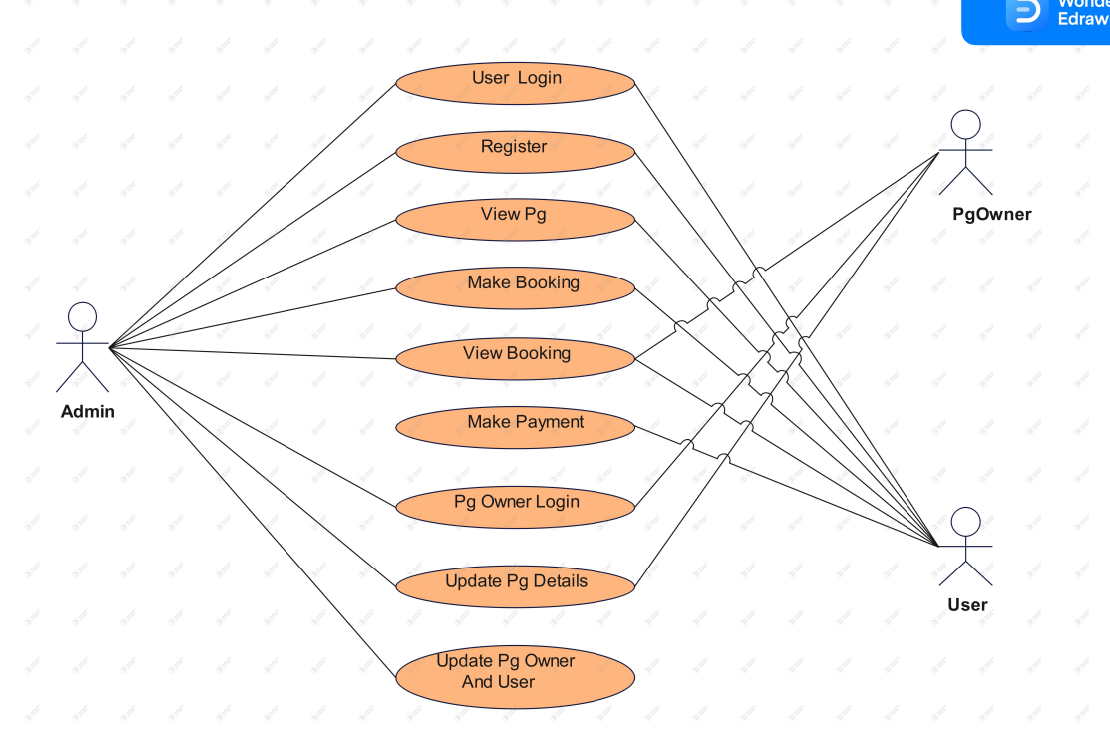 Edraw
User Login
Register
PgOwner
View Pg
Make Booking
View Booking
Admin
Make Payment
Pg Owner Login
Update Pg Details
User
Update Pg Owner
And User